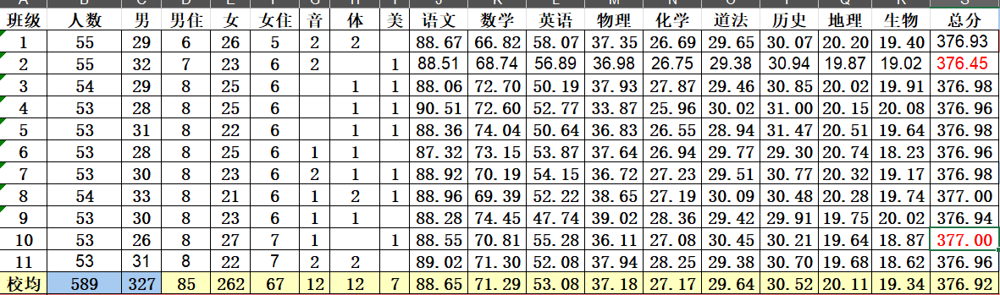 班级 人数 男 男住 女 女住 音 体 美 语文 数学 英语 物理 化学 道法 历史 地理 生物 总分
1 55 29 6 26 5 2 2 88.67 66.82 58.07 37.35 26.69 29.65 30.07 20.20 19.40 376.93
2 55 32 7 23 6 2 1 88.51 68.74 56.89 36.98 26.75 29.38 30.94 19.87 19.02 376.45
3 54 29 8 25 6 1 1 88.06 72.70 50.19 37.93 27.87 29.46 30.85 20.02 19.91 376.98
4 53 28 8 25 6 1 1 90.51 72.60 52.77 33.87 25.96 30.02 31.00 20.15 20.08 376.96
5 53 31 8 22 6 1 1 88.36 74.04 50.64 36.83 26.55 28.94 31.47 20.51 19.64 376.98
6 53 28 8 25 6 1 1 87.32 73.15 53.87 37.64 26.94 29.77 29.30 20.74 18.23 376.96
7 53 30 8 23 6 2 1 1 88.92 70.19 54.15 36.72 27.23 29.51 30.77 20.32 19.17 376.98
8 54 33 8 21 6 1 2 1 88.96 69.39 52.22 38.65 27.19 30.09 30.48 20.28 19.74 377.00
9 53 30 8 23 6 1 1 88.28 74.45 47.74 39.02 28.36 29.42 29.91 19.75 20.02 376.94
10 53 26 8 27 7 1 1 88.55 70.81 55.28 36.11 27.08 30.45 30.21 19.64 18.87 377.00
11 53 31 8 22 7 2 2 89.02 71.30 52.08 37.94 28.25 29.38 30.70 19.68 18.62 376.96
校均 589 327 85 262 67 12 12 7 88.65 71.29 53.08 37.18 27.17 29.64 30.52 20.11 19.34 376.92